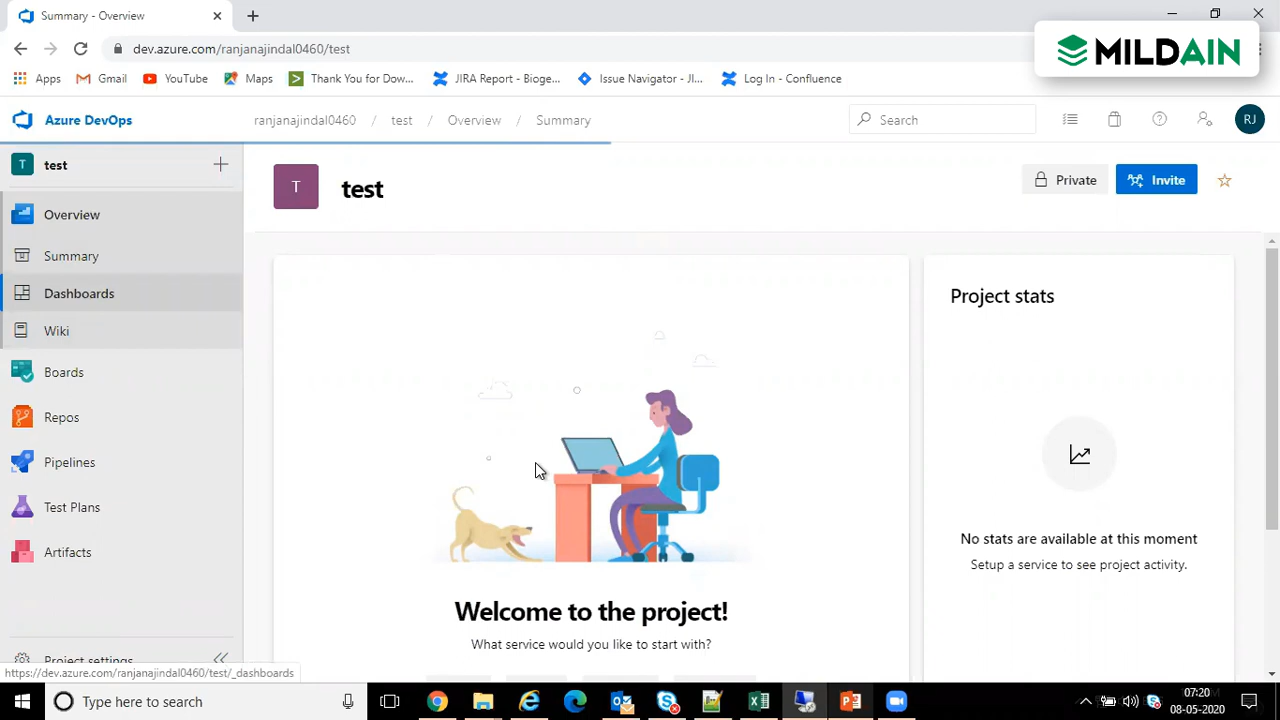 Summary - Overview
dev.azure.com/ranjanajindal0460/test
MILDAIN
Apps
Gmail
YouTube
Maps
Thank You for Dow...
JIRA Report - Bioge...
Issue Navigator - JI...
Log In - Confluence
Azure DevOps
ranjanajindal0460 / test / Overview / Summary
Search
RJ
T test
T test
Private
Invite
Overview
Summary
Dashboards
Wiki
Boards
Repos
Pipelines
Test Plans
Artifacts
Project settings
Project stats
No stats are available at this moment
Setup a service to see project activity.
Welcome to the project!
What service would you like to start with?
https://dev.azure.com/ranjanajindal0460/test/_dashboards
Type here to search
07:20
08-05-2020